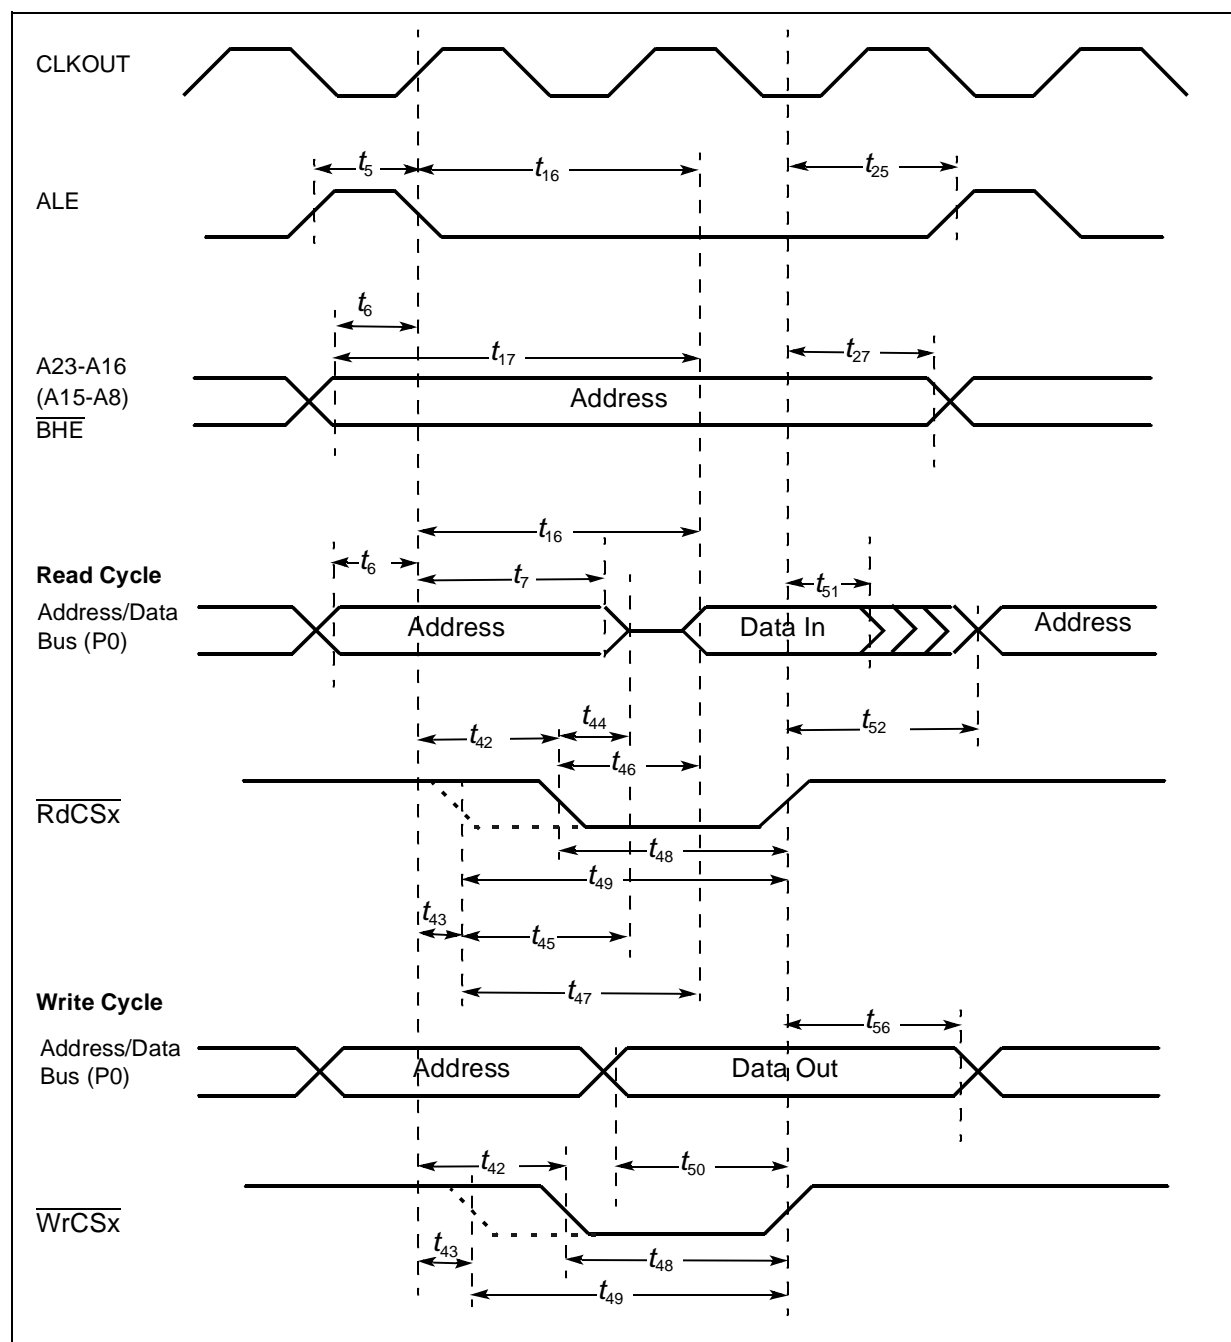 CLKOUT
t5
t16
t25
ALE
t6
t17
t27
A23-A16
(A15-A8)
BHE
Address
t16
t6
t7
t51
Read Cycle
Address/Data
Bus (P0)
Address
Data In
Address
t44
t42
t52
t46
RdCSx
t48
t49
t43
t45
t47
Write Cycle
t56
Address/Data
Bus (P0)
Address
Data Out
t42
t50
WrCSx
t43
t48
t49